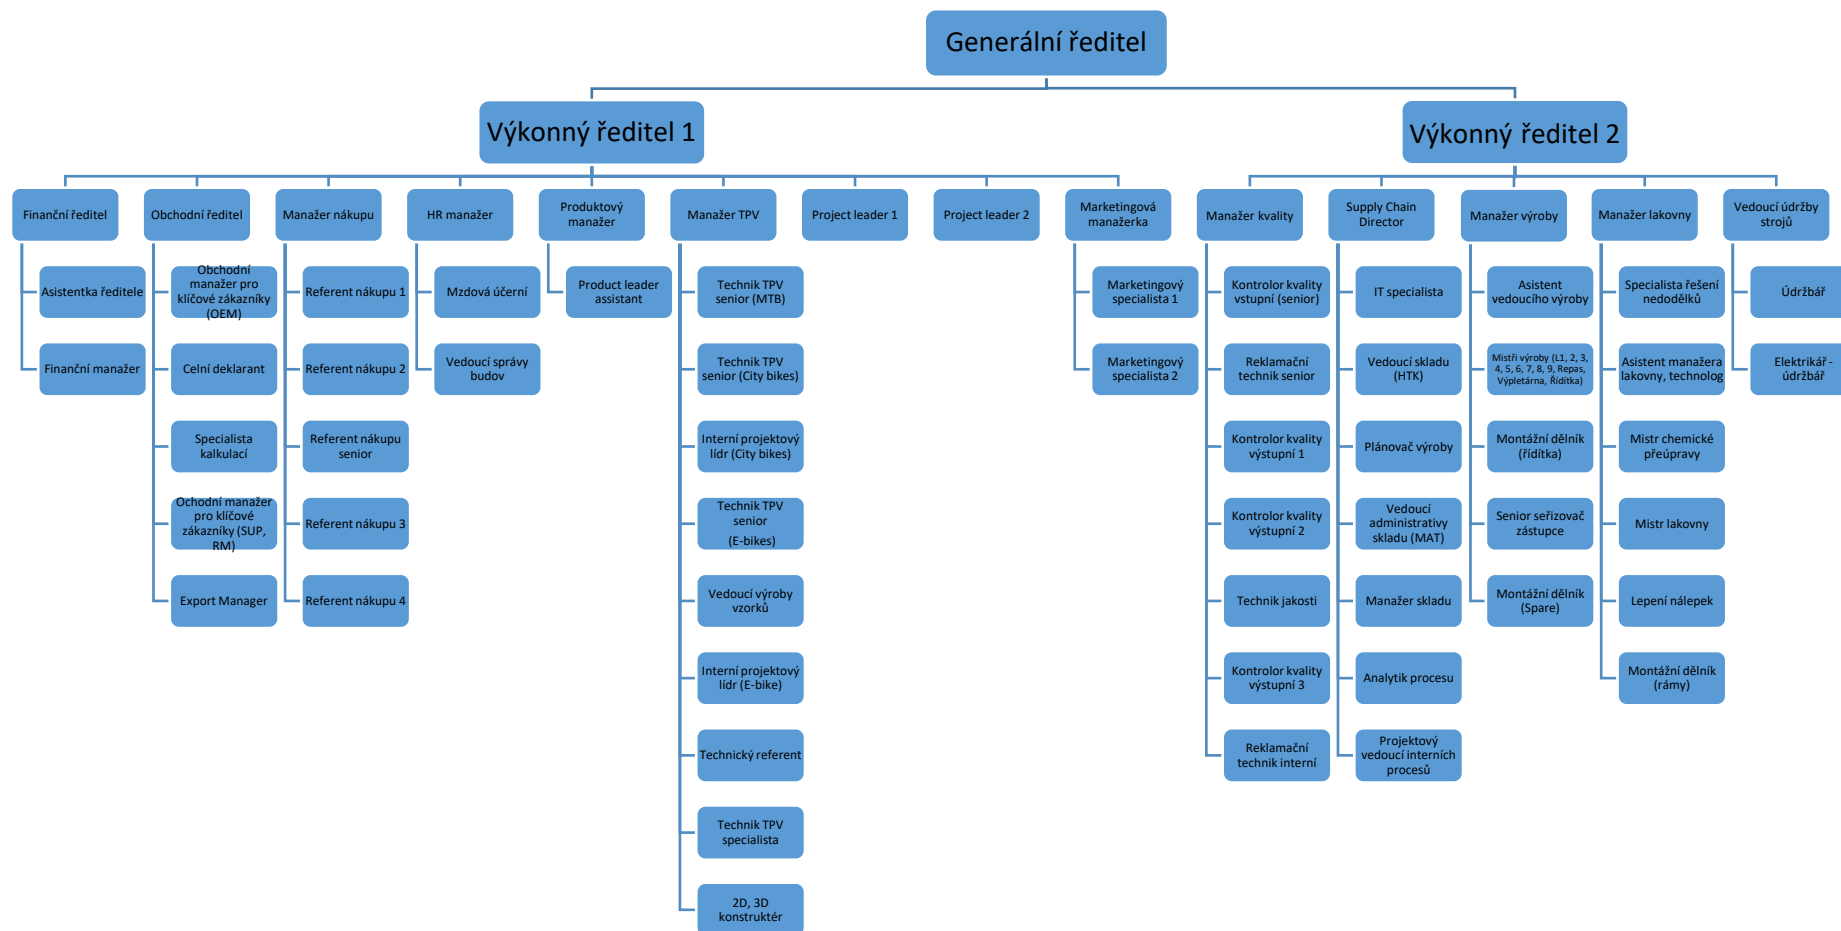 Generální ředitel
Výkonný ředitel 1
Výkonný ředitel 2
Finanční ředitel
Obchodní ředitel
Manažer nákupu
HR manažer
Produktový
manažer
Manažer TPV
Project leader 1
Project leader 2
Marketingová
manažerka
Manažer kvality
Supply Chain
Director
Manažer výroby
Manažer lakovny
Vedoucí údržby
strojů
Asistentka ředitele
Obchodní
manažer pro
klíčové zákazníky
(OEM)
Referent nákupu 1
Mzdová účerní
Product leader
assistant
Technik TPV
senior (MTB)
Marketingový
specialista 1
Kontrolor kvality
vstupní (senior)
IT specialista
Asistent
vedoucího výroby
Specialista řešení
nedodělků
Údržbář
Finanční manažer
Celní deklarant
Referent nákupu 2
Vedoucí správy
budov
Technik TPV
senior (City bikes)
Marketingový
specialista 2
Reklamační
technik senior
Vedoucí skladu
(HTK)
Mistři výroby (L1, 2, 3,
4, 5, 6, 7, 8, 9, Repas,
Výpletárna, Řídítka)
Asistent manažera
lakovny, technolog
Elektrikář -
údržbář
Specialista
kalkulací
Referent nákupu
senior
Interní projektový
lídr (City bikes)
Kontrolor kvality
výstupní 1
Plánovač výroby
Montážní dělník
(řídítka)
Mistr chemické
přeúpravy
Ochodní manažer
pro klíčové
zákazníky (SUP,
RM)
Referent nákupu 3
Technik TPV
senior
(E-bikes)
Kontrolor kvality
výstupní 2
Vedoucí
administrativy
skladu (MAT)
Senior seřizovač
zástupce
Mistr lakovny
Export Manager
Referent nákupu 4
Vedoucí výroby
vzorků
Technik jakosti
Manažer skladu
Montážní dělník
(Spare)
Lepení nálepek
Interní projektový
lídr (E-bike)
Kontrolor kvality
výstupní 3
Analytik procesu
Montážní dělník
(rámy)
Technický referent
Reklamační
technik interní
Projektový
vedoucí interních
procesů
Technik TPV
specialista
2D, 3D
konstruktér